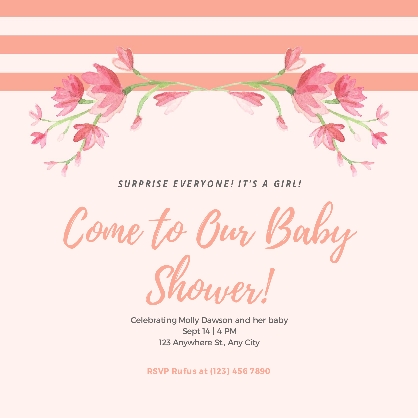 SURPRISE EVERYONE! IT'S A GIRL!
Come to Our Baby
Shower!
Celebrating Molly Dawson and her baby
Sept 14 | 4 PM
123 Anywhere St., Any City
RSVP Rufus at (123) 456 7890